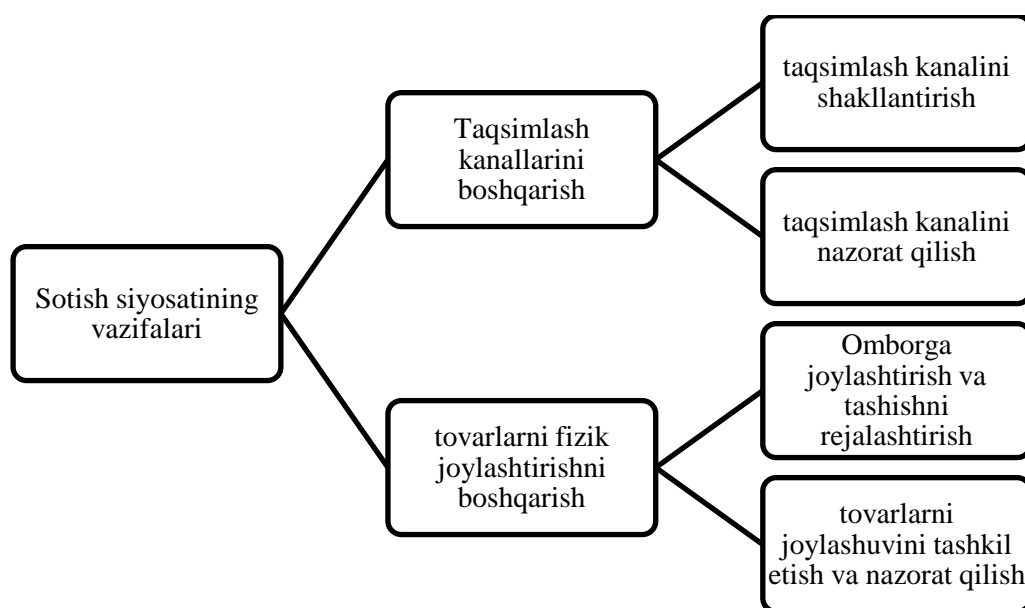 Sotish siyosatining
vazifalari
Taqsimlash
kanallarini
boshqarish
taqsimlash kanalini
shakllantirish
taqsimlash kanalini
nazorat qilish
tovarlarni fizik
joylashtirishni
boshqarish
Omborga
joylashtirish va
tashishni
rejalashtirish
tovarlarni
joylashuvini tashkil
etish va nazorat qilish